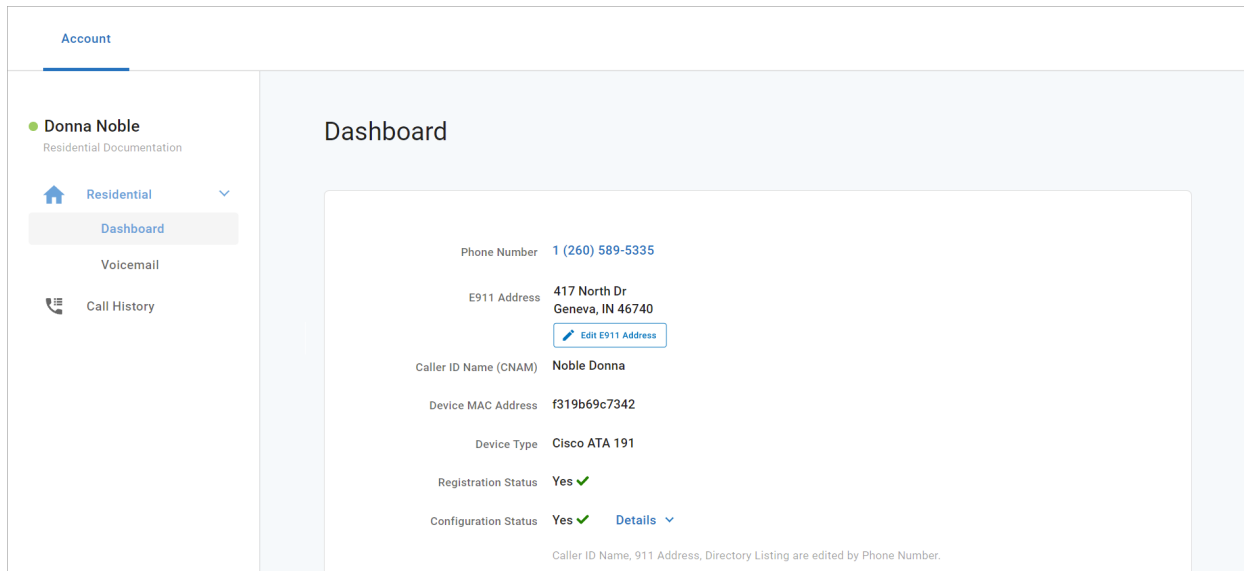 Account
Donna Noble
Residential Documentation
Residential
Dashboard
Voicemail
Call History
Dashboard
Phone Number 1 (260) 589-5335
E911 Address 417 North Dr
Geneva, IN 46740
Edit E911 Address
Caller ID Name (CNAM) Noble Donna
Device MAC Address f319b69c7342
Device Type Cisco ATA 191
Registration Status Yes
Configuration Status Yes Details
Caller ID Name, 911 Address, Directory Listing are edited by Phone Number.